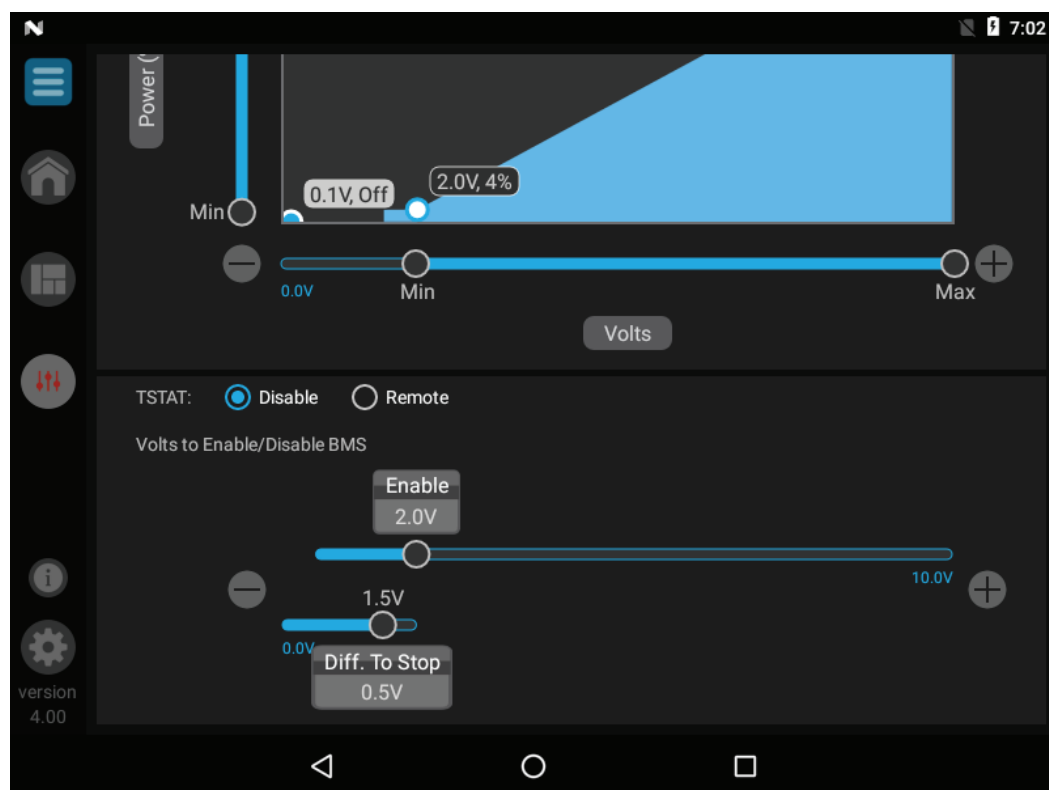 7:02
Power (
0.1V, Off
2.0V, 4%
Min
0.0V
Min
Max
Volts
TSTAT: Disable Remote
Volts to Enable/Disable BMS
Enable
2.0V
10.0V
1.5V
0.0V
Diff. To Stop
0.5V
version
4.00